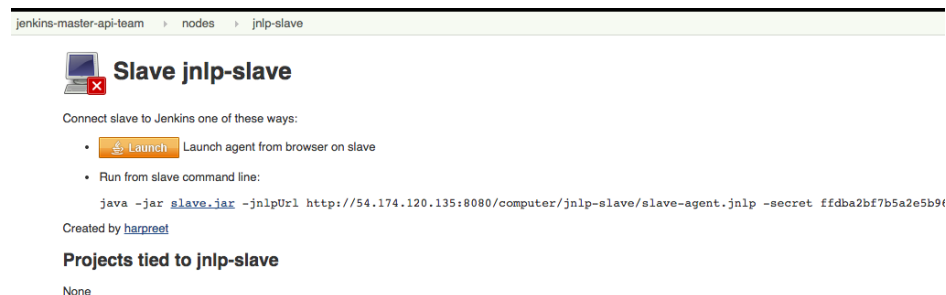 jenkins-master-api-team nodes jnlp-slave
Slave jnlp-slave
Connect slave to Jenkins one of these ways:
Launch Launch agent from browser on slave
Run from slave command line:
java -jar slave.jar -jnlpUrl http://54.174.120.135:8080/computer/jnlp-slave/slave-agent.jnlp -secret ffdba2bf7b5a2e5b96
Created by harpreet
Projects tied to jnlp-slave
None